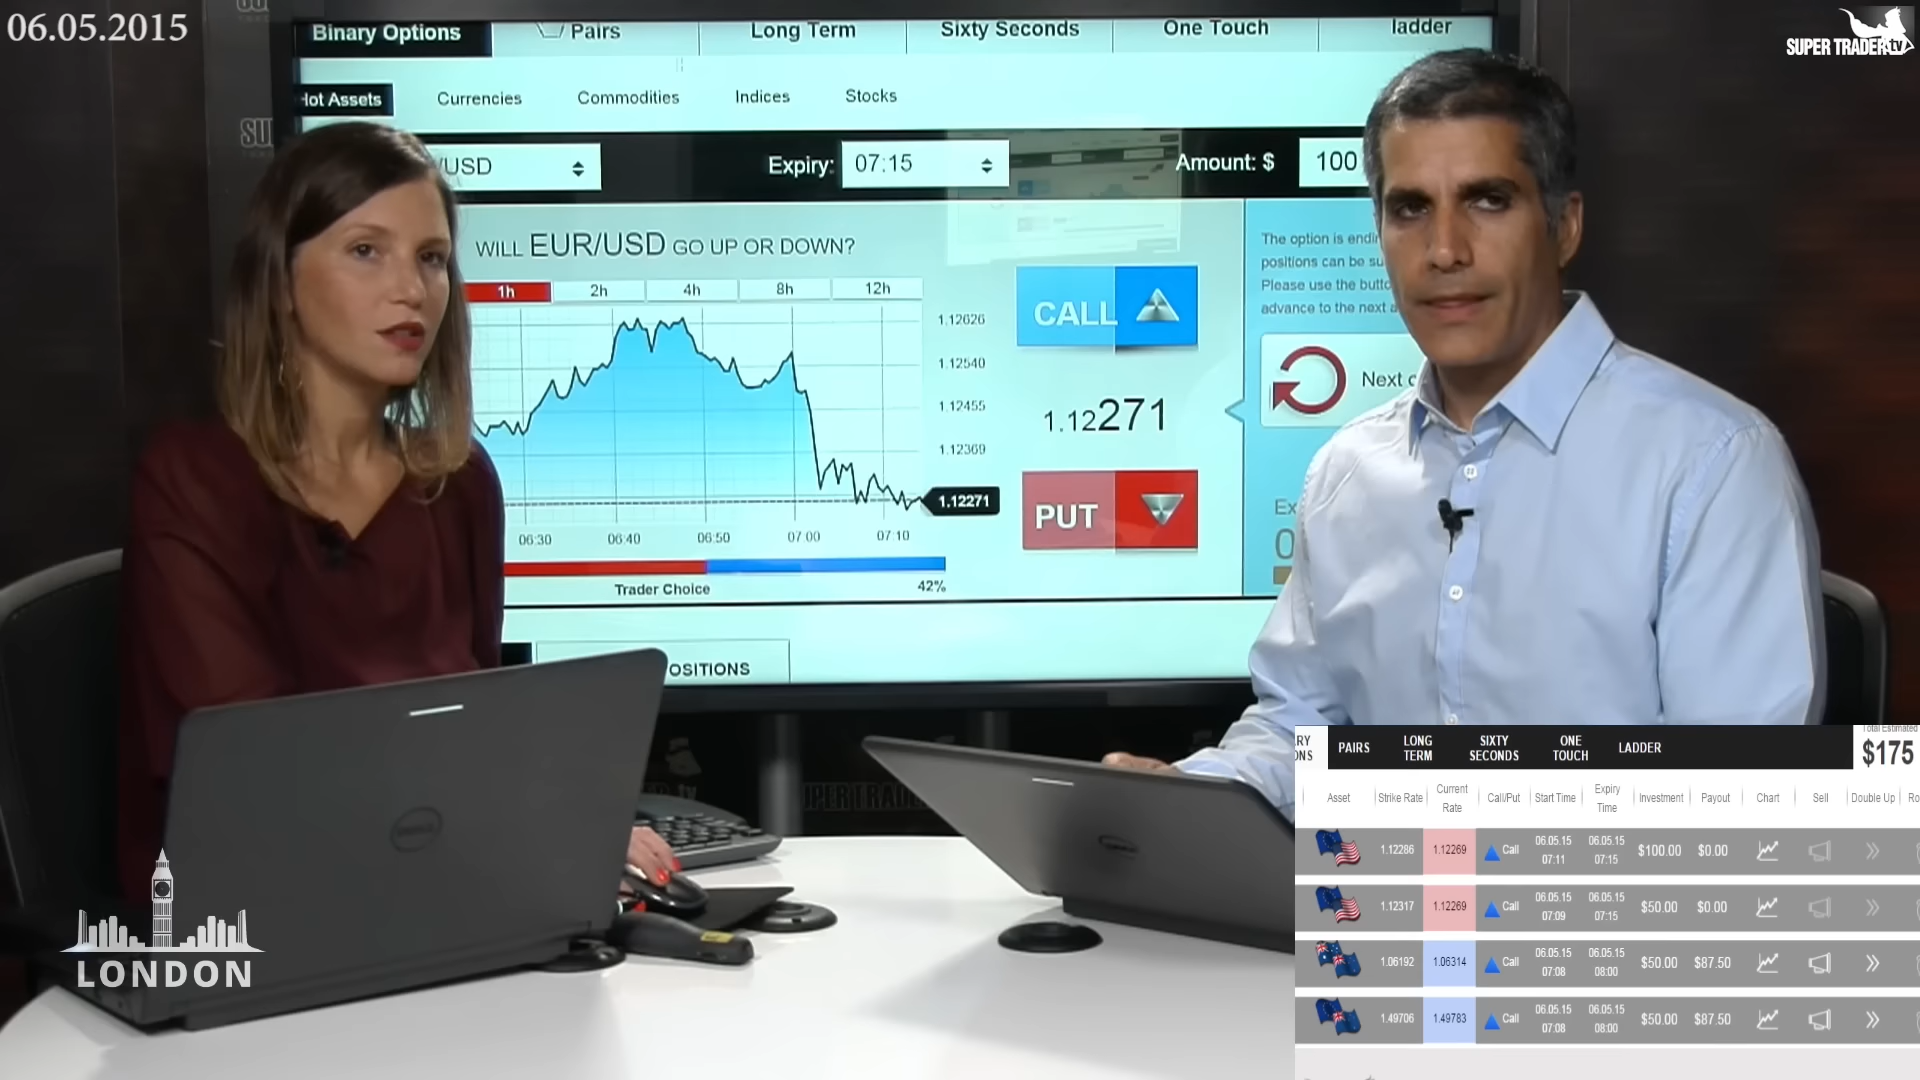 06.05.2015
SUPER TRADER tv
Binary Options Pairs Long Term Sixty Seconds One Touch ladder
Hot Assets Currencies Commodities Indices Stocks
/USD Expiry: 07:15 Amount: $ 100
WILL EUR/USD GO UP OR DOWN?
1h 2h 4h 8h 12h
1.12626
1.12540
1.12455
1.12369
1.12271
06:30 06:40 06:50 07 00 07:10
Trader Choice 42%
CALL
1.12271
PUT
The option is endin
positions can be su
Please use the butto
advance to the next a
Next o
Ex
OSITIONS
LONDON
RY
ONS
PAIRS
LONG
TERM
SIXTY
SECONDS
ONE
TOUCH
LADDER
Total Estimated
$175
Asset Strike Rate Current Rate Call/Put Start Time Expiry Time Investment Payout Chart Sell Double Up Ro
1.12286 1.12269 Call 06.05.15 07:11 06.05.15 07:15 $100.00 $0.00
1.12317 1.12269 Call 06.05.15 07:09 06.05.15 07:15 $50.00 $0.00
1.06192 1.06314 Call 06.05.15 07:08 06.05.15 08:00 $50.00 $87.50
1.49706 1.49783 Call 06.05.15 07:08 06.05.15 08:00 $50.00 $87.50